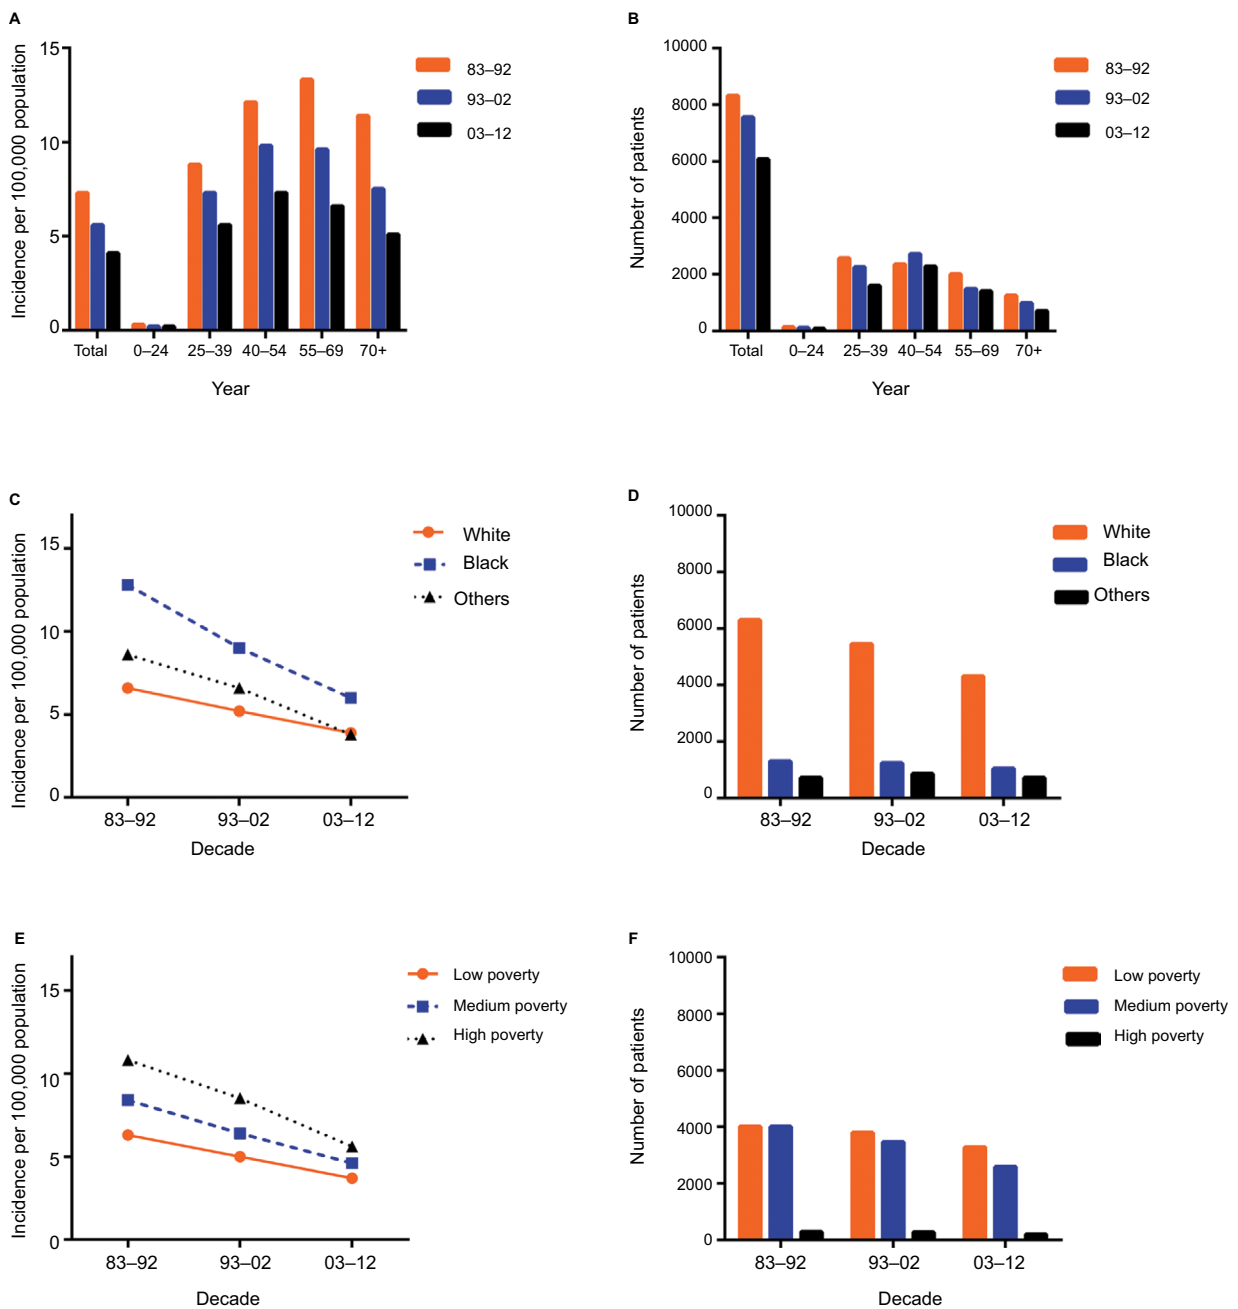 A
Incidence per 100,000 population
15
10
5
0
Total 0–24 25–39 40–54 55–69 70+
Year
83–92
93–02
03–12
B
Numbetr of patients
10000
8000
6000
4000
2000
0
Total 0–24 25–39 40–54 55–69 70+
Year
83–92
93–02
03–12
C
Incidence per 100,000 population
15
10
5
0
83–92 93–02 03–12
Decade
White
Black
Others
D
Number of patients
10000
8000
6000
4000
2000
0
83–92 93–02 03–12
Decade
White
Black
Others
E
Incidence per 100,000 population
15
10
5
0
83–92 93–02 03–12
Decade
Low poverty
Medium poverty
High poverty
F
Number of patients
10000
8000
6000
4000
2000
0
83–92 93–02 03–12
Decade
Low poverty
Medium poverty
High poverty